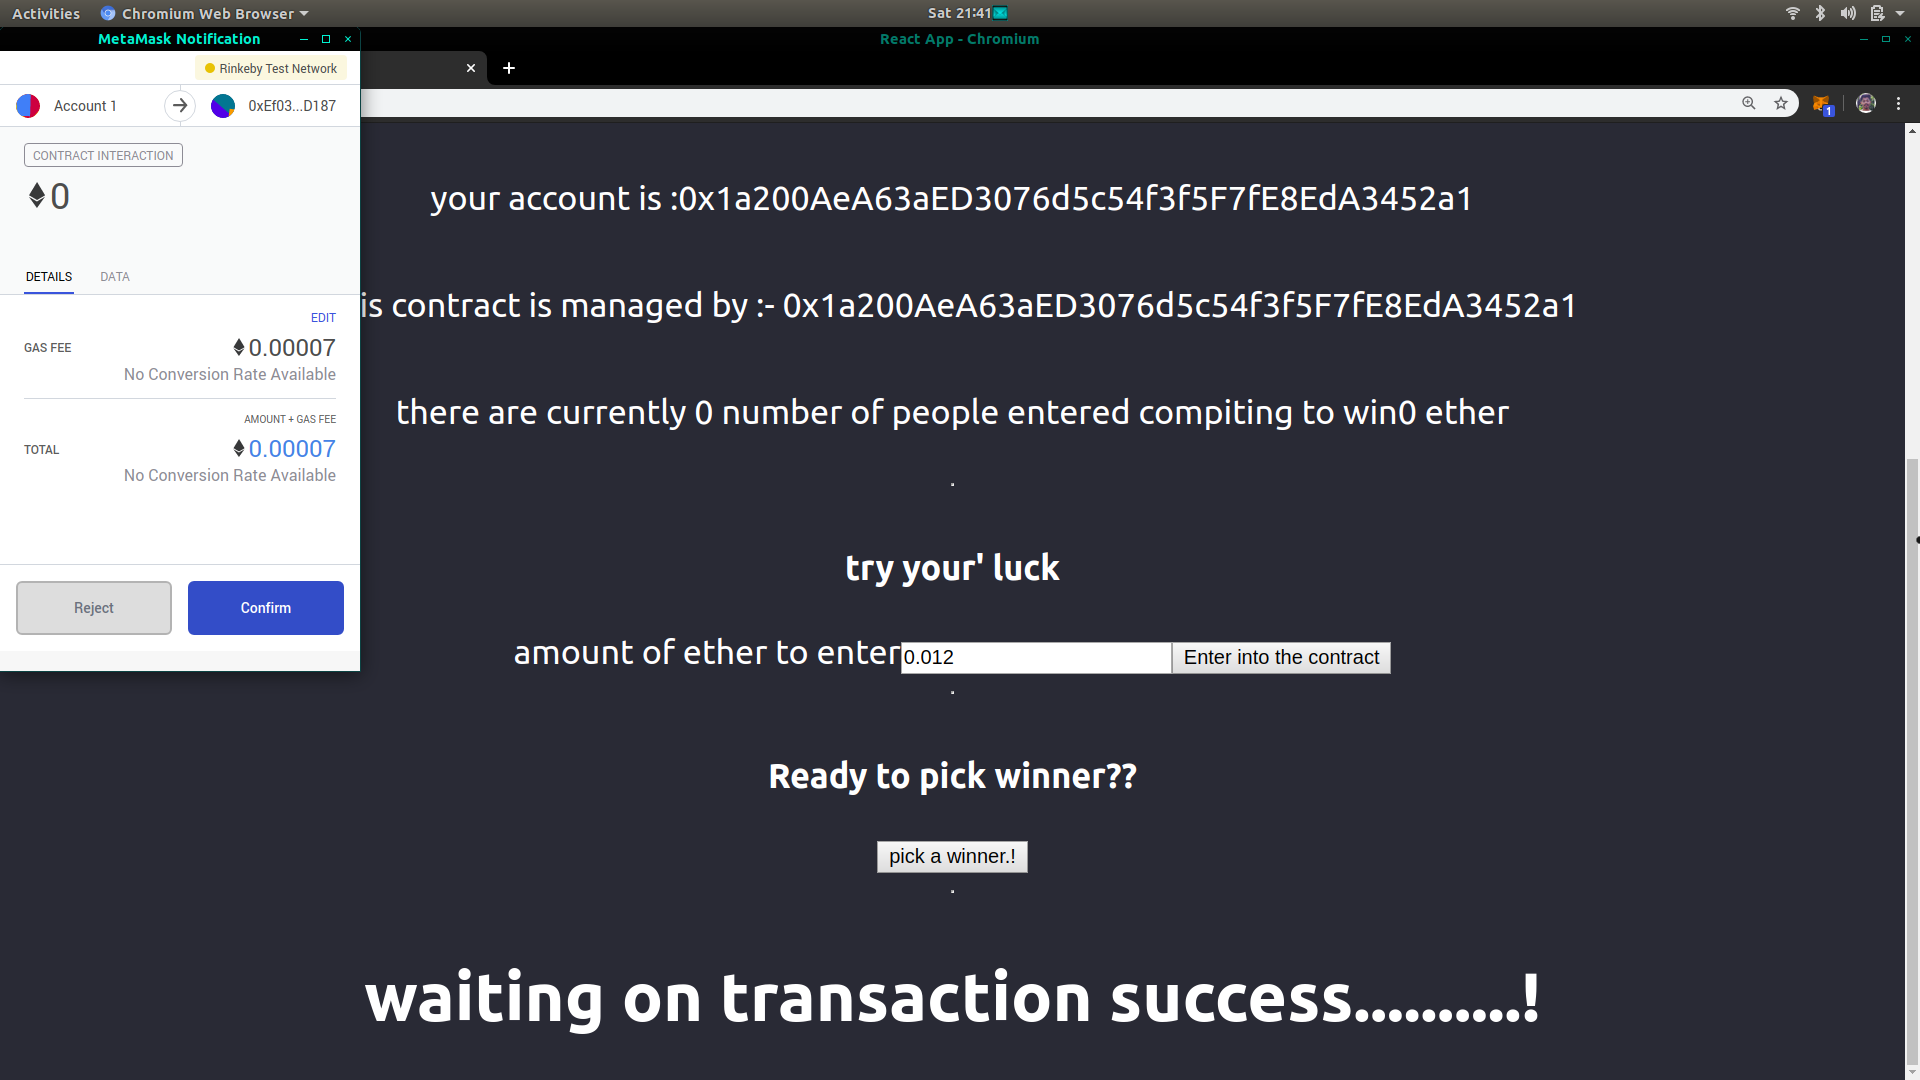 Activities
Chromium Web Browser
Sat 21:41
MetaMask Notification
React App - Chromium
Rinkeby Test Network
Account 1
0xEf03...D187
1
CONTRACT INTERACTION
0
your account is :0x1a200AeA63aED3076d5c54f3f5F7fE8EdA3452a1
DETAILS
DATA
is contract is managed by :- 0x1a200AeA63aED3076d5c54f3f5F7fE8EdA3452a1
EDIT
GAS FEE
0.00007
No Conversion Rate Available
there are currently 0 number of people entered compiting to win0 ether
AMOUNT + GAS FEE
TOTAL
0.00007
No Conversion Rate Available
try your' luck
Reject
Confirm
amount of ether to enter
0.012
Enter into the contract
Ready to pick winner??
pick a winner.!
waiting on transaction success..........!